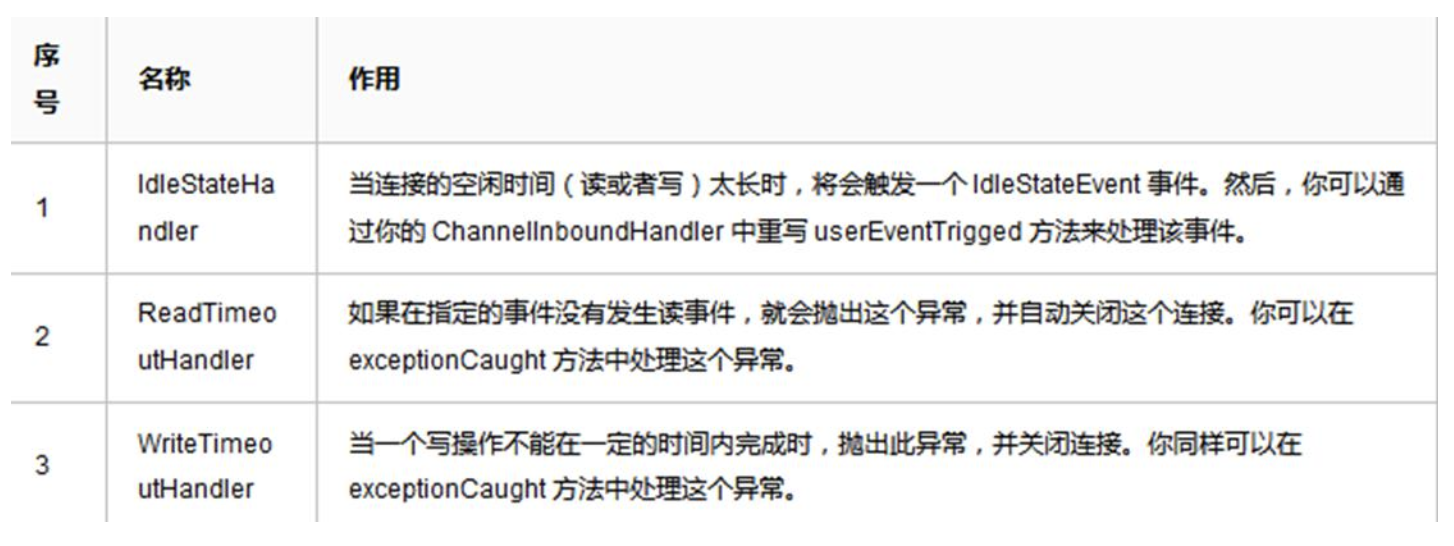 序
号
名称
作用
1
IdleStateHa
ndler
当连接的空闲时间（读或者写）太长时，将会触发一个 IdleStateEvent 事件。然后，你可以通
过你的 ChannelInboundHandler 中重写 userEventTrigged 方法来处理该事件。
2
ReadTimeo
utHandler
如果在指定的事件没有发生读事件，就会抛出这个异常，并自动关闭这个连接。你可以在
exceptionCaught 方法中处理这个异常。
3
WriteTimeo
utHandler
当一个写操作不能在一定的时间内完成时，抛出此异常，并关闭连接。你同样可以在
exceptionCaught 方法中处理这个异常。